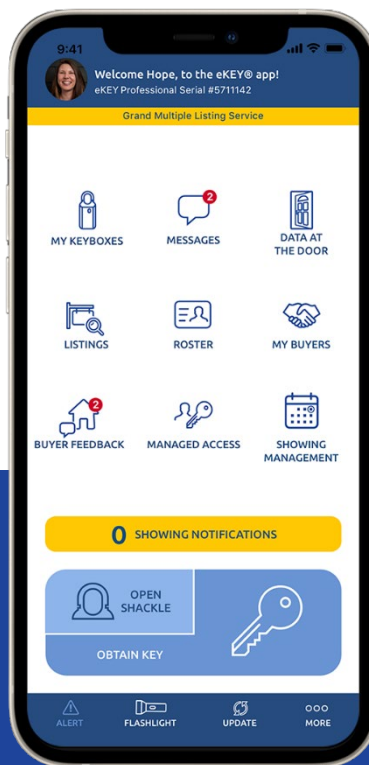 9:41
Welcome Hope, to the eKEY® app!
eKEY Professional Serial #5711142
Grand Multiple Listing Service
MY KEYBOXES
2
MESSAGES
DATA AT
THE DOOR
LISTINGS
ROSTER
MY BUYERS
2
BUYER FEEDBACK
MANAGED ACCESS
SHOWING
MANAGEMENT
0 SHOWING NOTIFICATIONS
OPEN
SHACKLE
OBTAIN KEY
ALERT
FLASHLIGHT
UPDATE
MORE